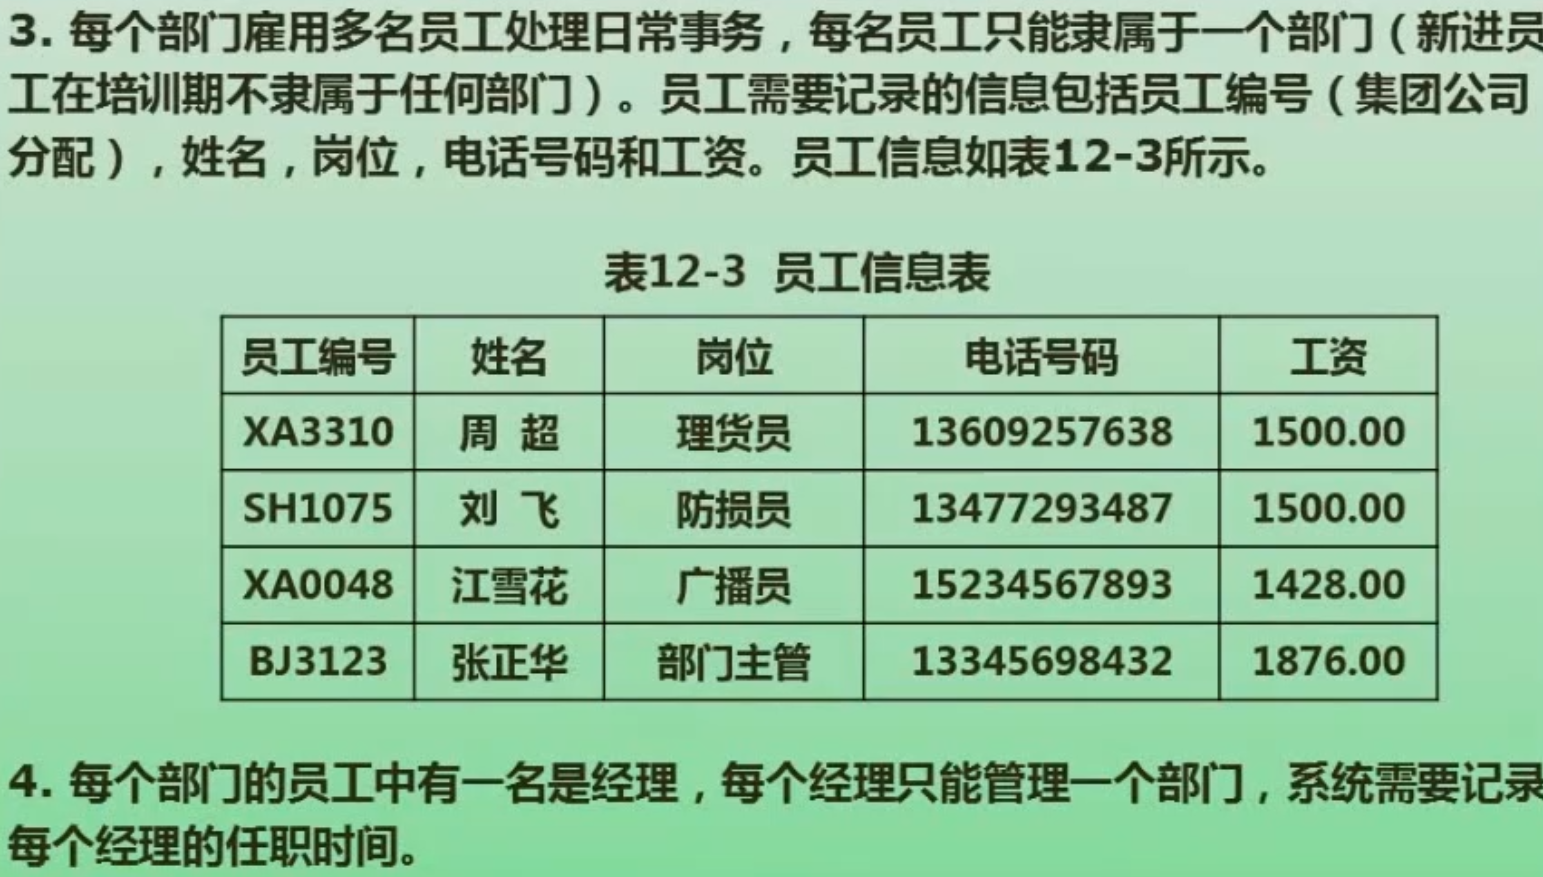 3. 每个部门雇用多名员工处理日常事务，每名员工只能隶属于一个部门（新进员
工在培训期不隶属于任何部门）。员工需要记录的信息包括员工编号（集团公司
分配），姓名，岗位，电话号码和工资。员工信息如表12-3所示。
表12-3 员工信息表
员工编号 姓名 岗位 电话号码 工资
XA3310 周 超 理货员 13609257638 1500.00
SH1075 刘 飞 防损员 13477293487 1500.00
XA0048 江雪花 广播员 15234567893 1428.00
BJ3123 张正华 部门主管 13345698432 1876.00
4. 每个部门的员工中有一名是经理，每个经理只能管理一个部门，系统需要记录
每个经理的任职时间。